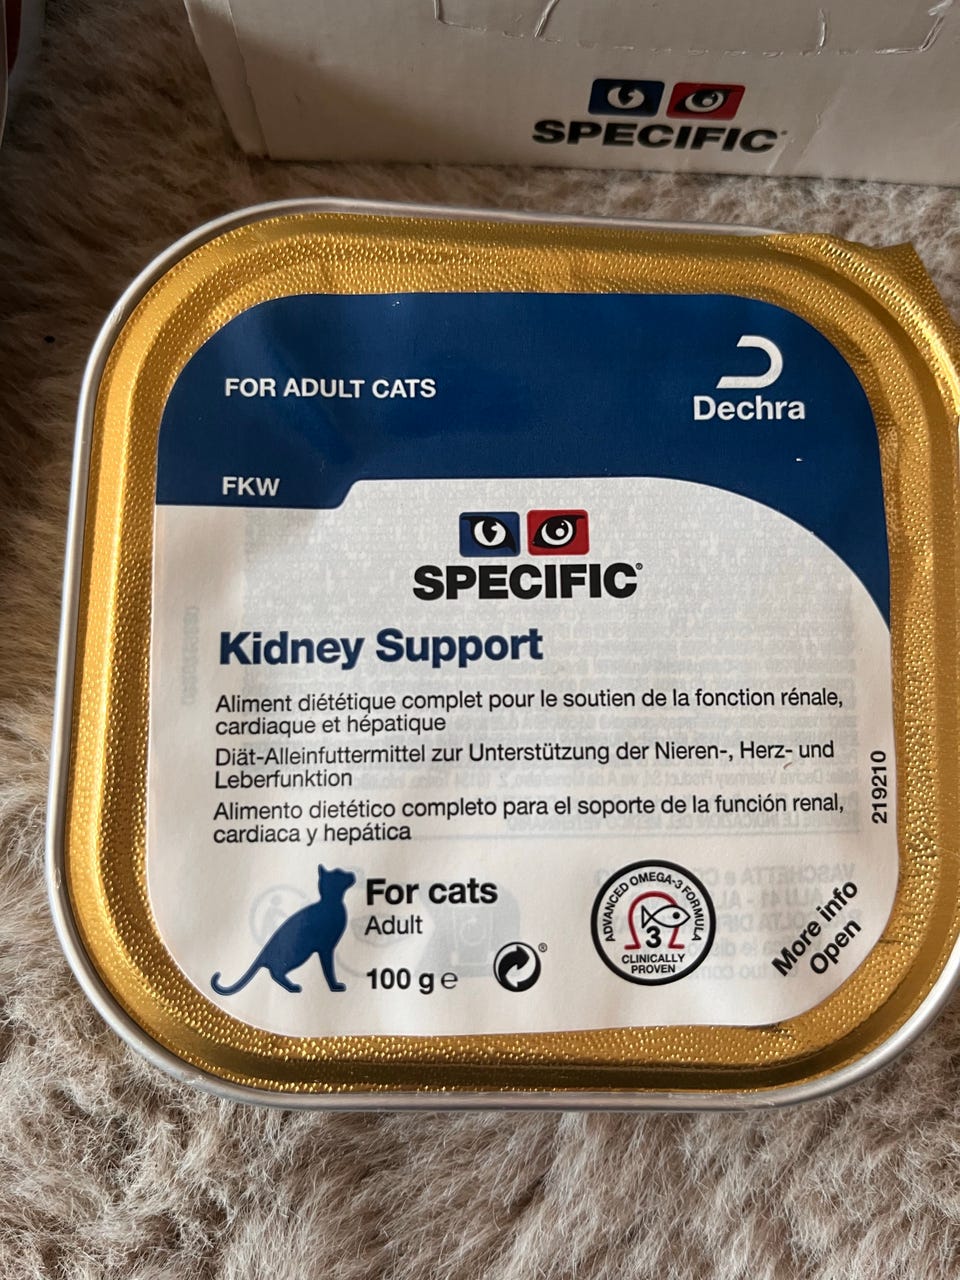 SPECIFIC
FOR ADULT CATS
Dechra
FKW
SPECIFIC®
Kidney Support
Aliment diététique complet pour le soutien de la fonction rénale,
cardiaque et hépatique
Diät-Alleinfuttermittel zur Unterstützung der Nieren-, Herz- und
Leberfunktion
Alimento dietético completo para el soporte de la función renal,
cardiaca y hepática
219210
For cats
Adult
100 g e
®
ADVANCED OMEGA-3 FORMULA
3
CLINICALLY
PROVEN
More info
Open